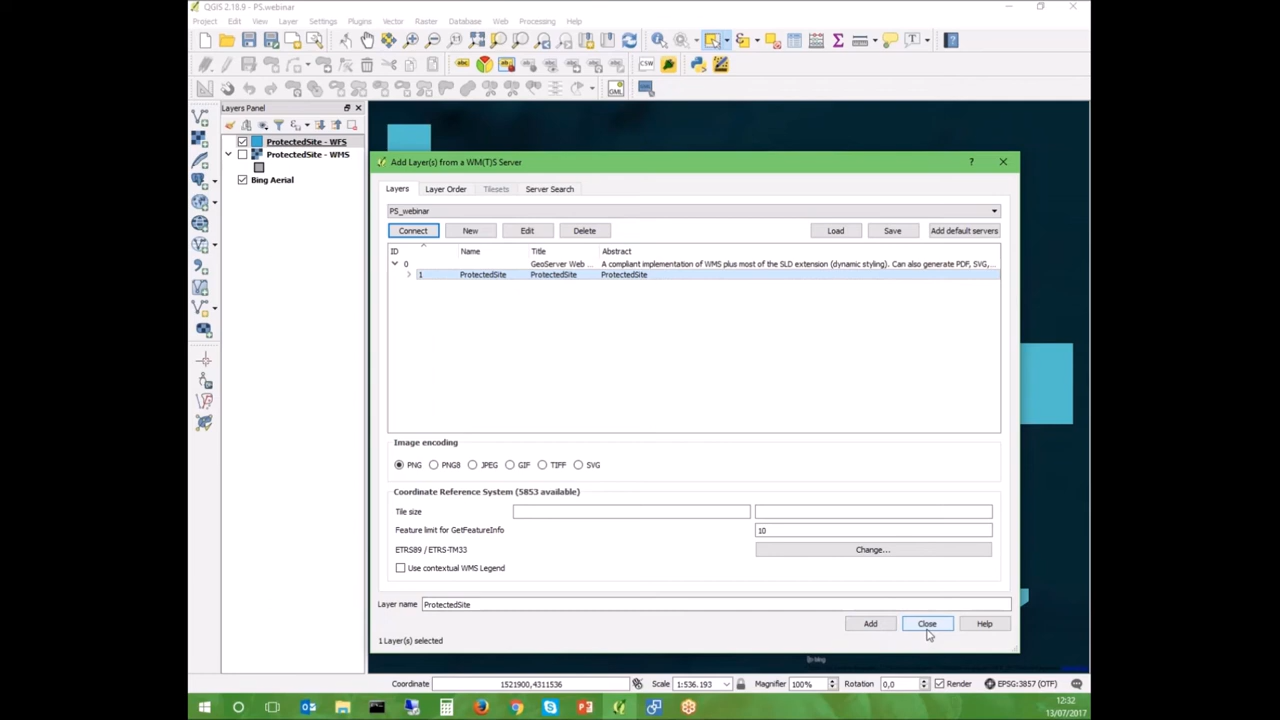 QGIS 2.18.9 - PS.webinar
Project Edit View Layer Settings Plugins Vector Raster Database Web Processing Help
CSW
GML
Layers Panel
ProtectedSite - WFS
ProtectedSite - WMS
Bing Aerial
Add Layer(s) from a WM(T)S Server
? 
Layers Layer Order Tilesets Server Search
PS_webinar
Connect New Edit Delete Load Save Add default servers
ID Name Title Abstract
0 GeoServer Web ... A compliant implementation of WMS plus most of the SLD extension (dynamic styling). Can also generate PDF, SVG,...
1 ProtectedSite ProtectedSite ProtectedSite
Image encoding
PNG PNG8 JPEG GIF TIFF SVG
Coordinate Reference System (5853 available)
Tile size
Feature limit for GetFeatureInfo 10
ETRS89 / ETRS-TM33 Change...
Use contextual WMS Legend
Layer name ProtectedSite
Add Close Help
1 Layer(s) selected
bing
Coordinate 1521900,4311536 Scale 1:536.193 Magnifier 100% Rotation 0,0 Render EPSG:3857 (OTF)
12:32
13/07/2017